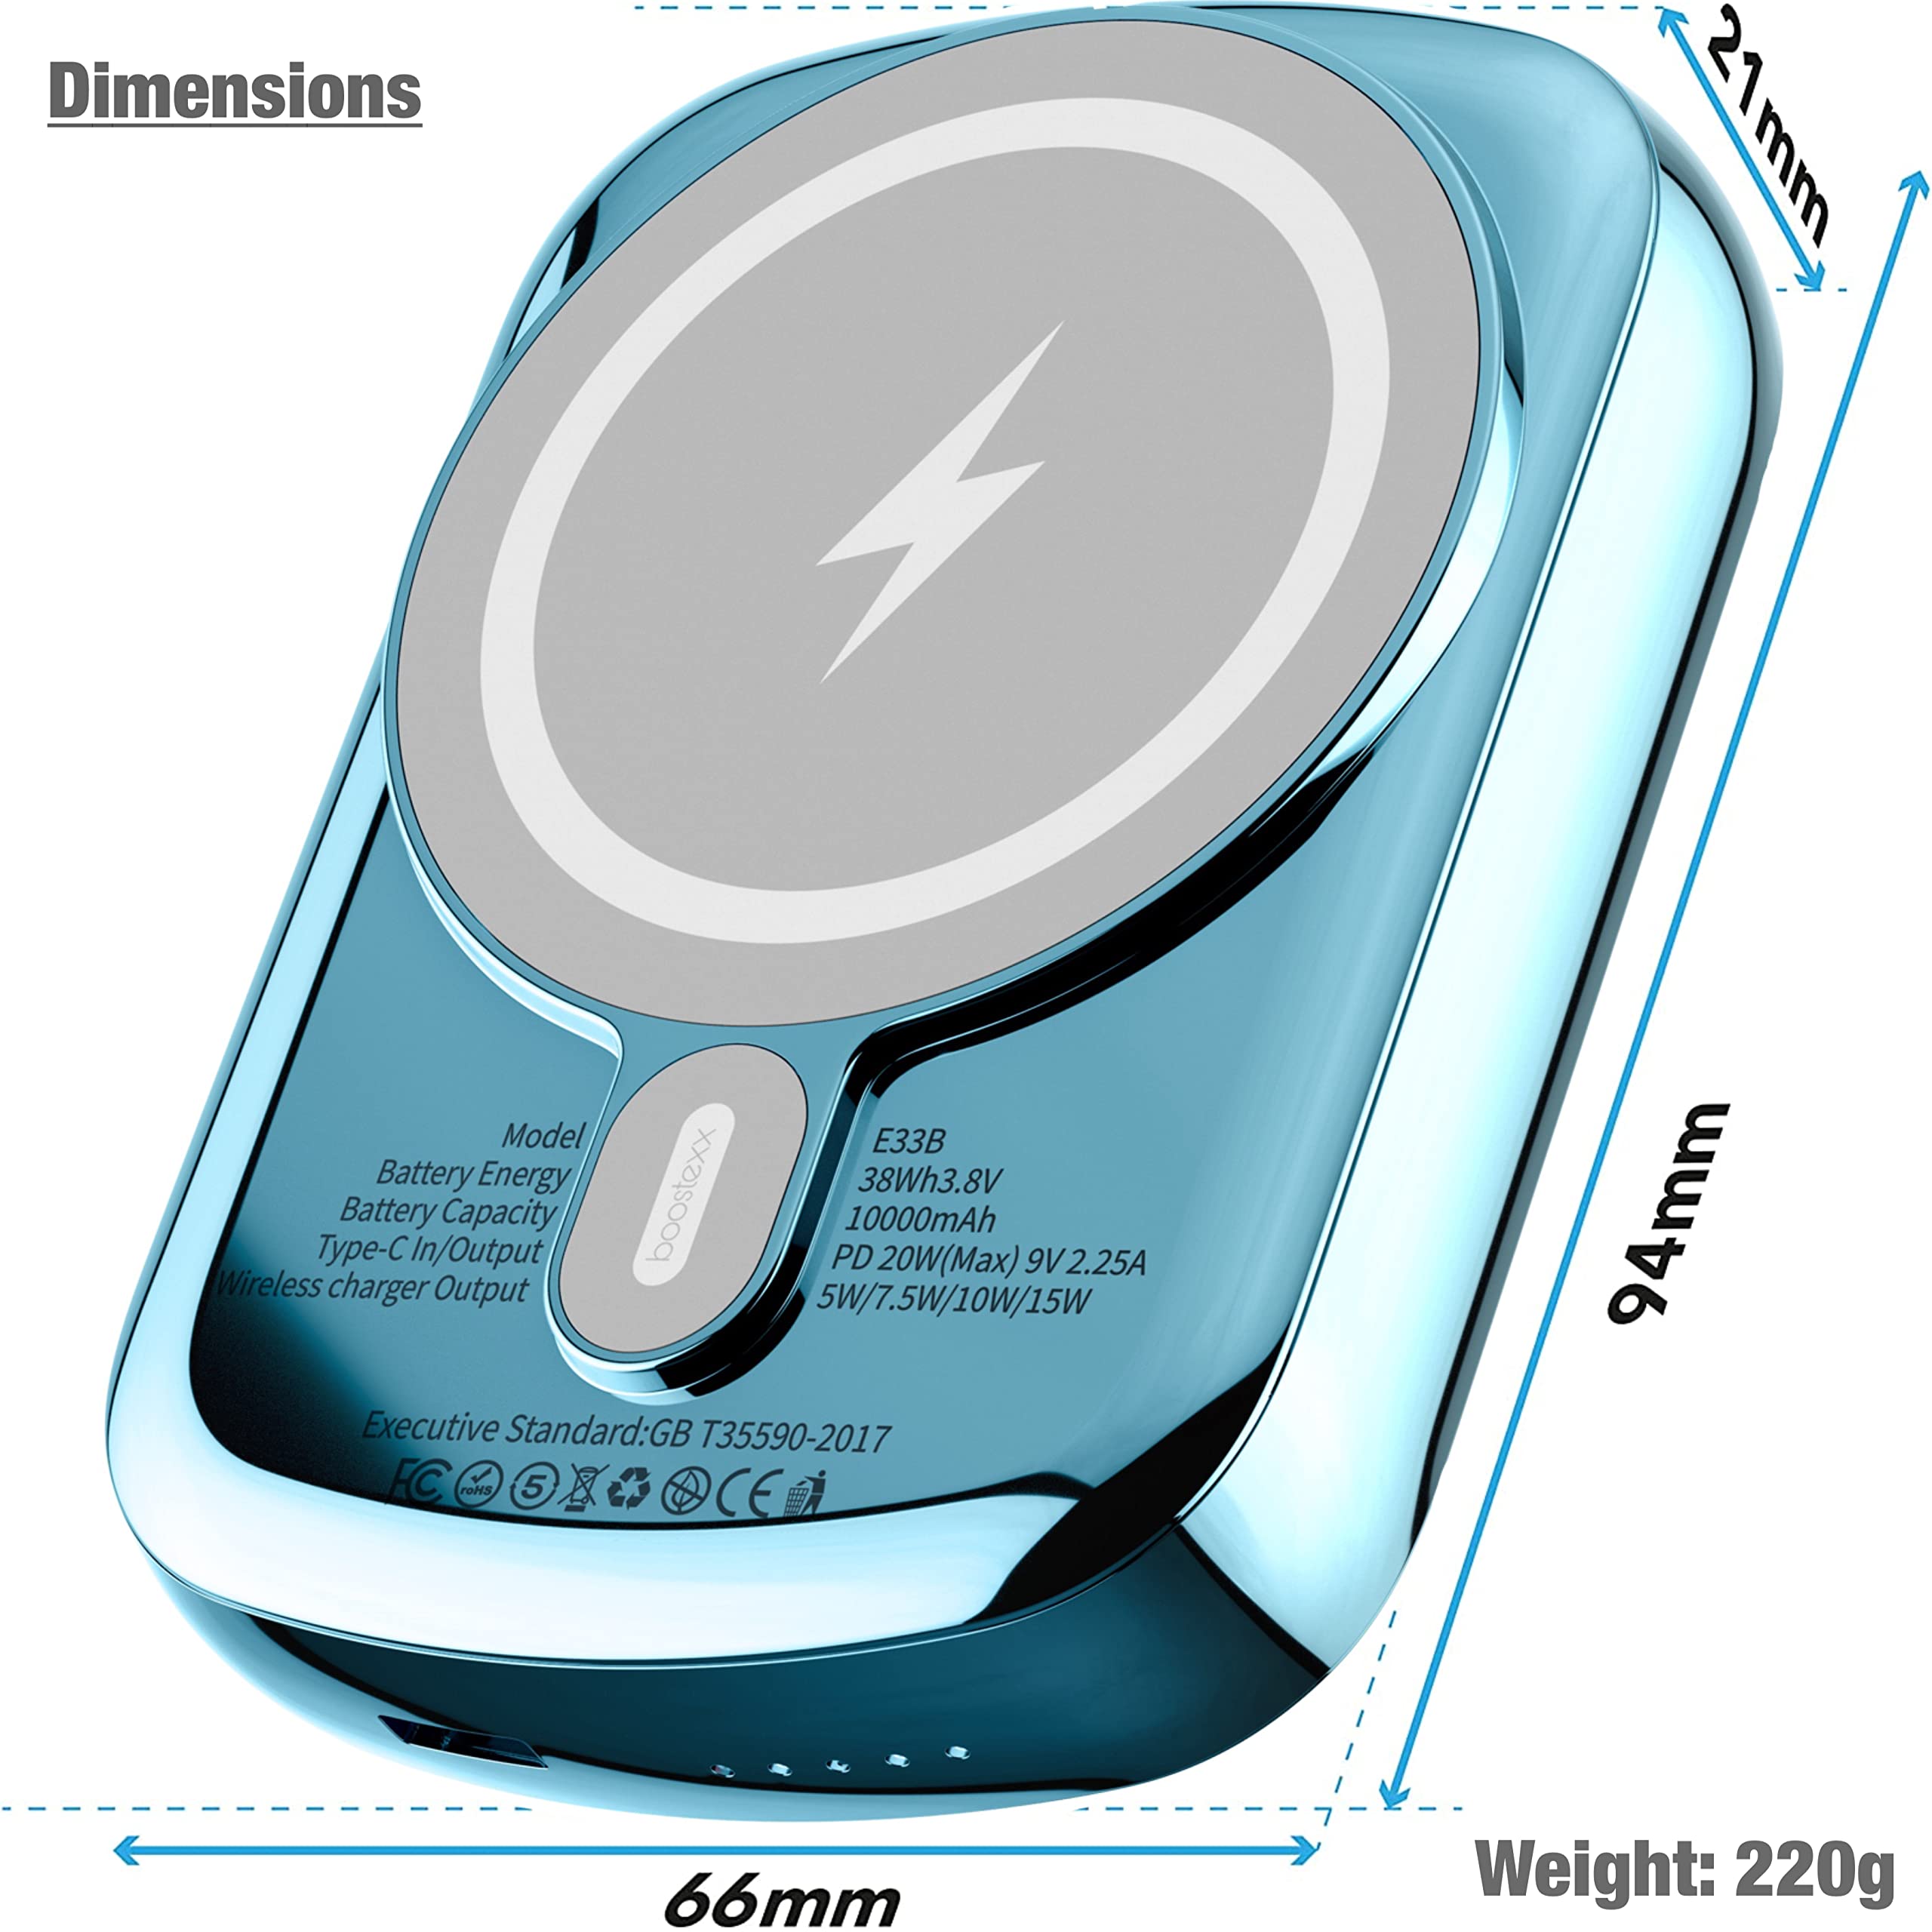 Dimensions
21mm
94mm
Model E33B
Battery Energy 38Wh3.8V
Battery Capacity 10000mAh
Type-C In/Output PD 20W(Max) 9V 2.25A
Wireless charger Output 5W/7.5W/10W/15W
boostexx
Executive Standard:GB T35590-2017
FC roHS 5 CE
66mm
Weight: 220g